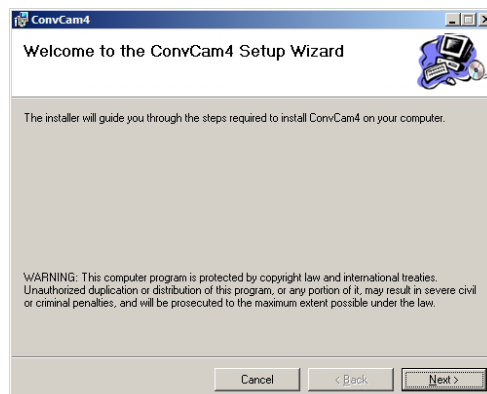 ConvCam4
Welcome to the ConvCam4 Setup Wizard
The installer will guide you through the steps required to install ConvCam4 on your computer.
WARNING: This computer program is protected by copyright law and international treaties.
Unauthorized duplication or distribution of this program, or any portion of it, may result in severe civil
or criminal penalties, and will be prosecuted to the maximum extent possible under the law.
Cancel
< Back
Next >